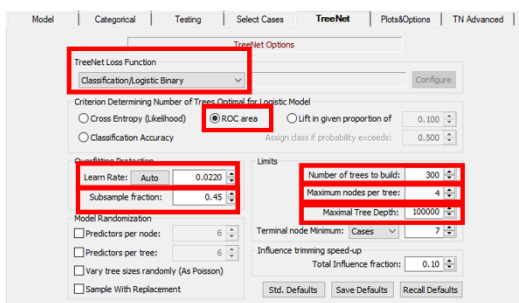 Model Categorical Testing Select Cases TreeNet Plots&Options TN Advanced
TreeNet Options
TreeNet Loss Function
Classification/Logistic Binary Configure
Criterion Determining Number of Trees Optimal for Logistic Model
Cross Entropy (Likelihood) ROC area Lift in given proportion of 0.100
Classification Accuracy Assign class if probability exceeds: 0.500
Overfitting Protection Limits
Learn Rate: Auto 0.0220 Number of trees to build: 300
Subsample fraction: 0.45 Maximum nodes per tree: 4
Maximal Tree Depth: 100000
Model Randomization Terminal node Minimum: Cases 7
Predictors per node: 6
Predictors per tree: 6 Influence trimming speed-up
Vary tree sizes randomly (As Poisson) Total Influence fraction: 0.10
Sample With Replacement Std. Defaults Save Defaults Recall Defaults